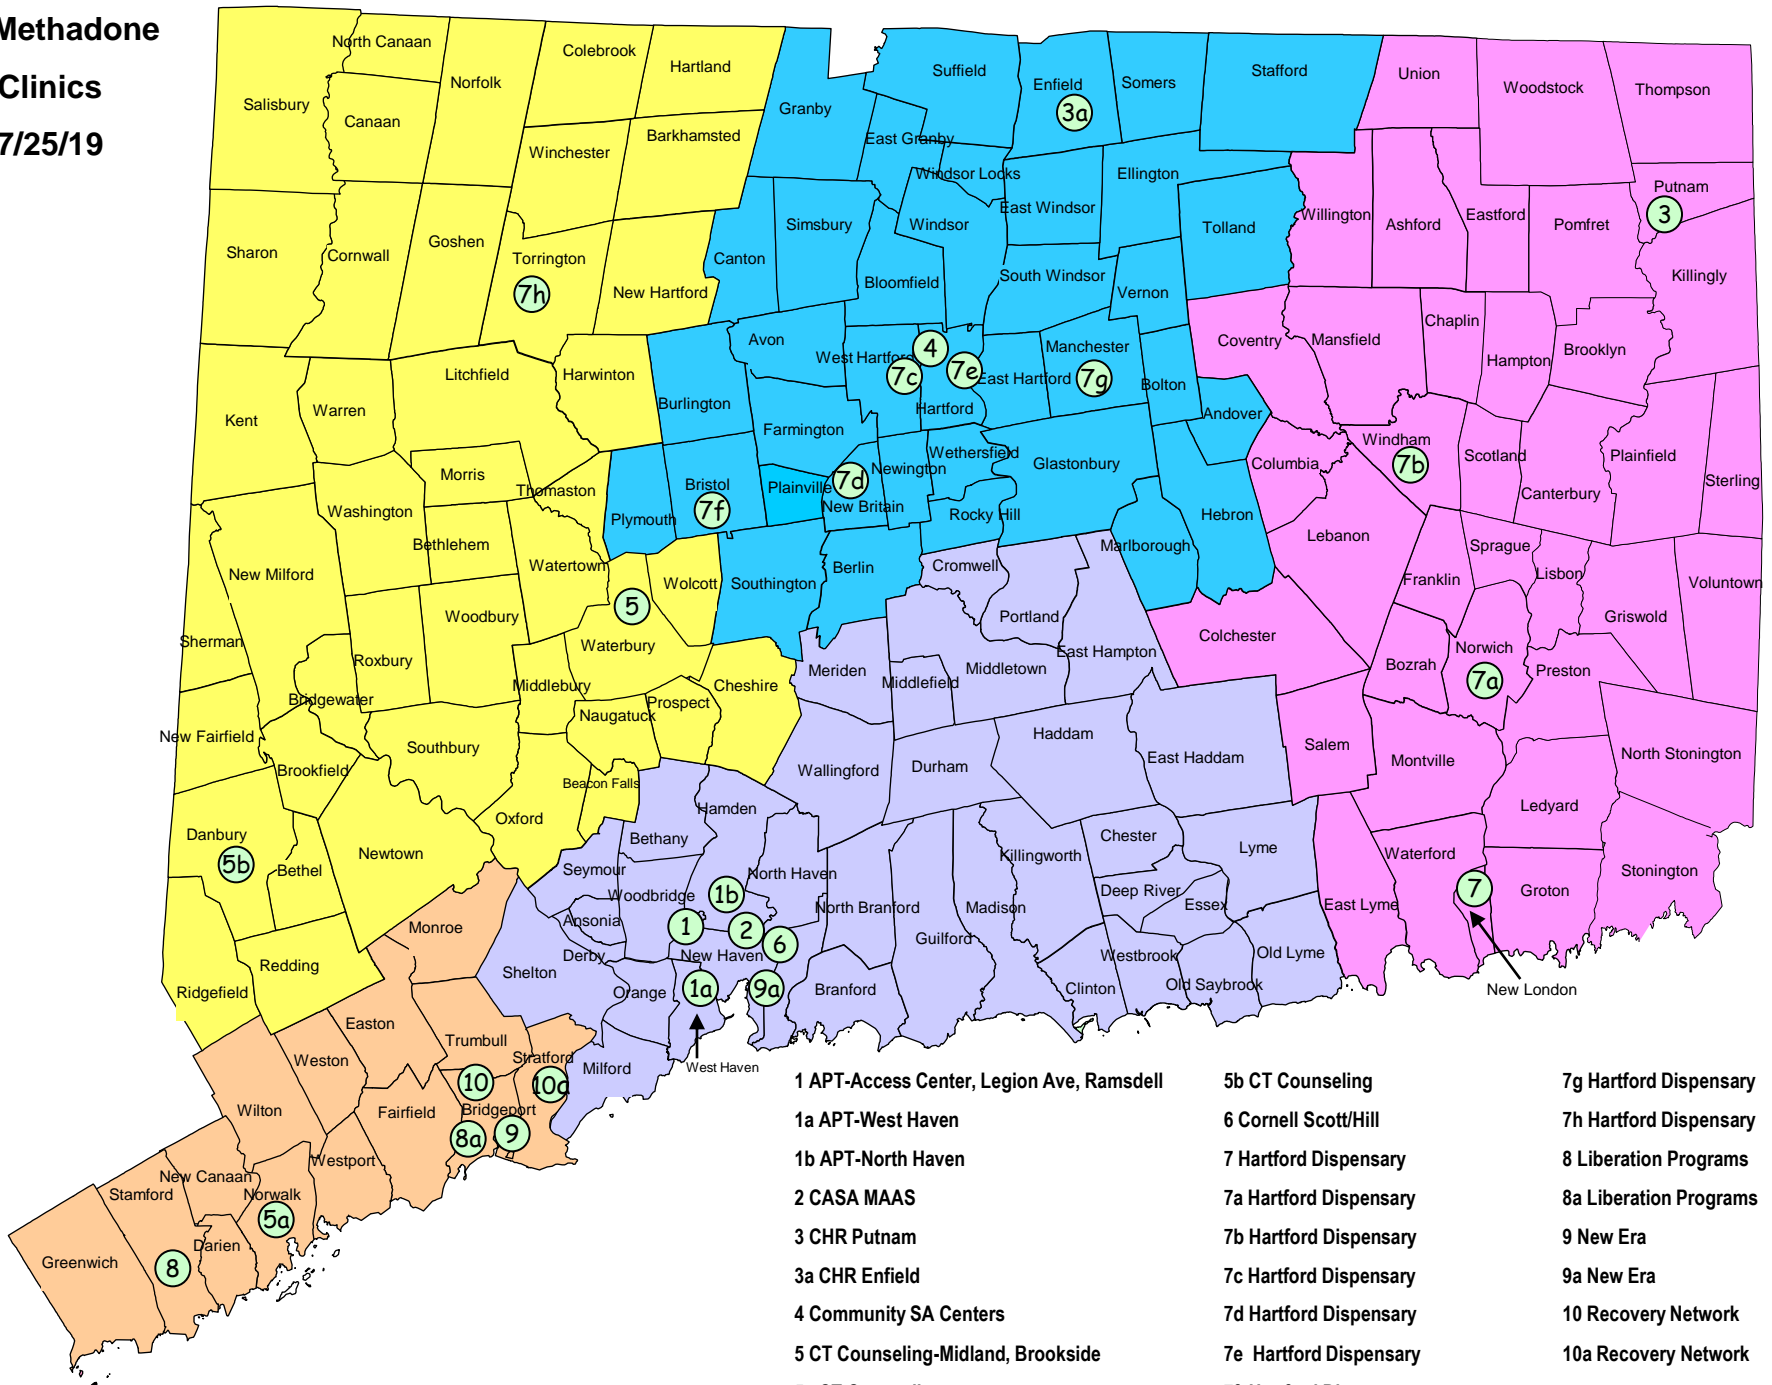 Methadone
Clinics
7/25/19
North Canaan
Colebrook
Hartland
Norfolk
Salisbury
Canaan
Winchester
Barkhamsted
Sharon
Cornwall
Goshen
Torrington
7h
New Hartford
Kent
Warren
Litchfield
Harwinton
Morris
Thomaston
Washington
Bethlehem
Watertown
Wolcott
New Milford
Woodbury
5
Waterbury
Sherman
Roxbury
Middlebury
Bridgewater
Naugatuck
Prospect
Cheshire
New Fairfield
Southbury
Brookfield
Beacon Falls
Oxford
Danbury
5b
Bethel
Newtown
Redding
Ridgefield
Granby
Suffield
Enfield
3a
Somers
Stafford
East Granby
Windsor Locks
Ellington
East Windsor
Simsbury
Windsor
Tolland
Canton
Bloomfield
South Windsor
Vernon
Avon
West Hartford
4
7c
7e
East Hartford
Manchester
7g
Bolton
Hartford
Andover
Burlington
Farmington
Wethersfield
Newington
Glastonbury
Bristol
7f
Plainville
7d
New Britain
Rocky Hill
Hebron
Plymouth
Marlborough
Southington
Berlin
Union
Woodstock
Thompson
Putnam
3
Willington
Ashford
Eastford
Pomfret
Killingly
Coventry
Mansfield
Chaplin
Hampton
Brooklyn
Windham
7b
Columbia
Scotland
Canterbury
Plainfield
Sterling
Lebanon
Sprague
Franklin
Lisbon
Voluntown
Griswold
Colchester
Bozrah
Norwich
7a
Preston
Salem
Montville
North Stonington
Ledyard
Waterford
7
Groton
Stonington
East Lyme
New London
Cromwell
Portland
East Hampton
Meriden
Middlefield
Middletown
Haddam
East Haddam
Wallingford
Durham
Hamden
Bethany
Seymour
Woodbridge
North Haven
1b
Ansonia
1
2
6
Derby
New Haven
Shelton
Orange
1a
9a
West Haven
Milford
North Branford
Branford
Guilford
Madison
Killingworth
Chester
Lyme
Deep River
Essex
Westbrook
Clinton
Old Saybrook
Old Lyme
Monroe
Easton
Trumbull
Stratford
10
10a
Weston
Wilton
Fairfield
Bridgeport
8a
9
Westport
New Canaan
Stamford
Norwalk
5a
Darien
Greenwich
8
1 APT-Access Center, Legion Ave, Ramsdell
1a APT-West Haven
1b APT-North Haven
2 CASA MAAS
3 CHR Putnam
3a CHR Enfield
4 Community SA Centers
5 CT Counseling-Midland, Brookside
5b CT Counseling
6 Cornell Scott/Hill
7 Hartford Dispensary
7a Hartford Dispensary
7b Hartford Dispensary
7c Hartford Dispensary
7d Hartford Dispensary
7e Hartford Dispensary
7g Hartford Dispensary
7h Hartford Dispensary
8 Liberation Programs
8a Liberation Programs
9 New Era
9a New Era
10 Recovery Network
10a Recovery Network